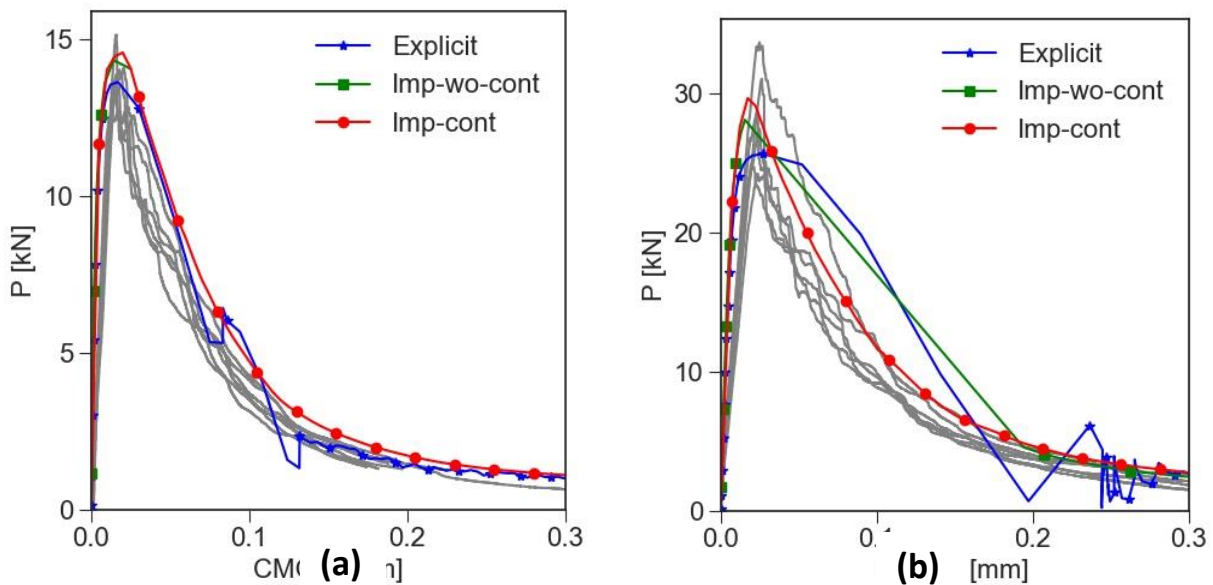 15
10
5
0
P [kN]
0.0
0.1
0.2
0.3
Explicit
Imp-wo-cont
Imp-cont
(a)
30
20
10
0
P [kN]
0.0
0.2
0.3
[mm]
Explicit
Imp-wo-cont
Imp-cont
(b)